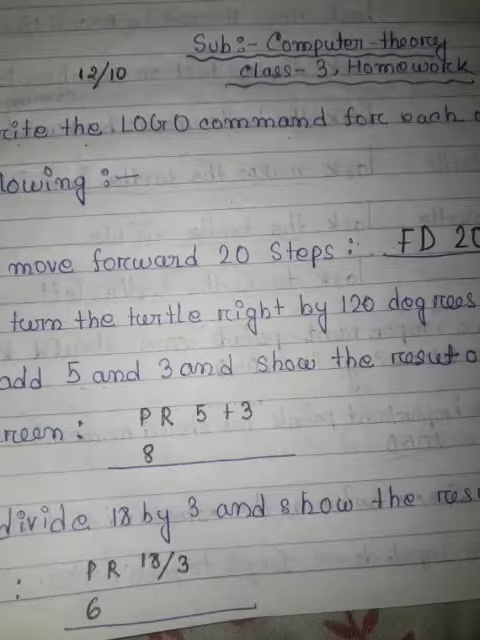 Sub:- Computer-theory
12/10 Class-3, Homework
rite the LOGO command for each
lowing :-
move forward 20 Steps: FD 20
turn the turtle right by 120 degrees
add 5 and 3 and show the resut o
reen: PR 5 + 3
8
divide 18 by 3 and show the res
: PR 18/3
6